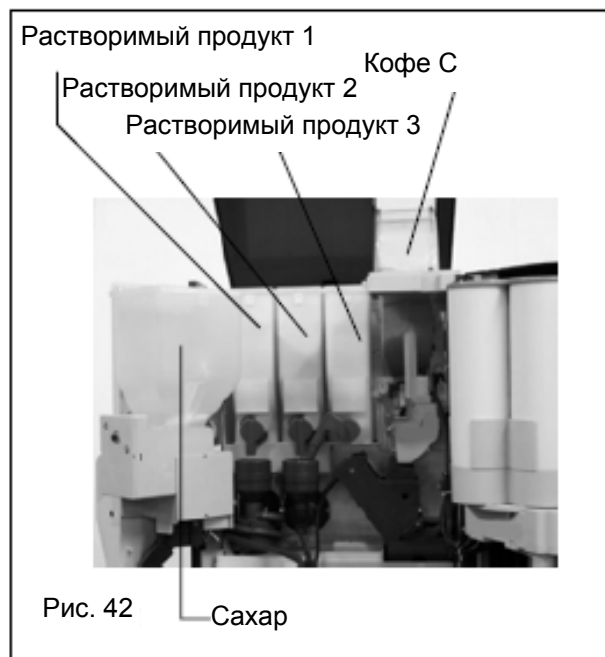 Растворимый продукт 1
Кофе С
Растворимый продукт 2
Растворимый продукт 3
Рис. 42
Сахар